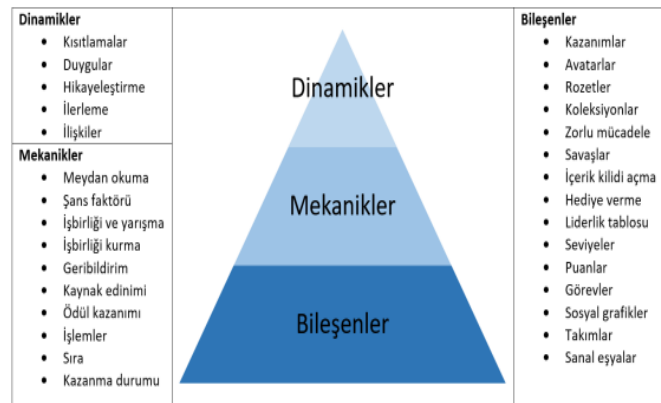 Dinamikler
Kısıtlamalar
Duygular
Hikayeleştirme
İlerleme
İlişkiler
Mekanikler
Meydan okuma
Şans faktörü
İşbirliği ve yarışma
İşbirliği kurma
Geribildirim
Kaynak edinimi
Ödül kazanımı
İşlemler
Sıra
Kazanma durumu
Dinamikler
Mekanikler
Bileşenler
Bileşenler
Kazanımlar
Avatarlar
Rozetler
Koleksiyonlar
Zorlu mücadele
Savaşlar
İçerik kilidi açma
Hediye verme
Liderlik tablosu
Seviyeler
Puanlar
Görevler
Sosyal grafikler
Takımlar
Sanal eşyalar